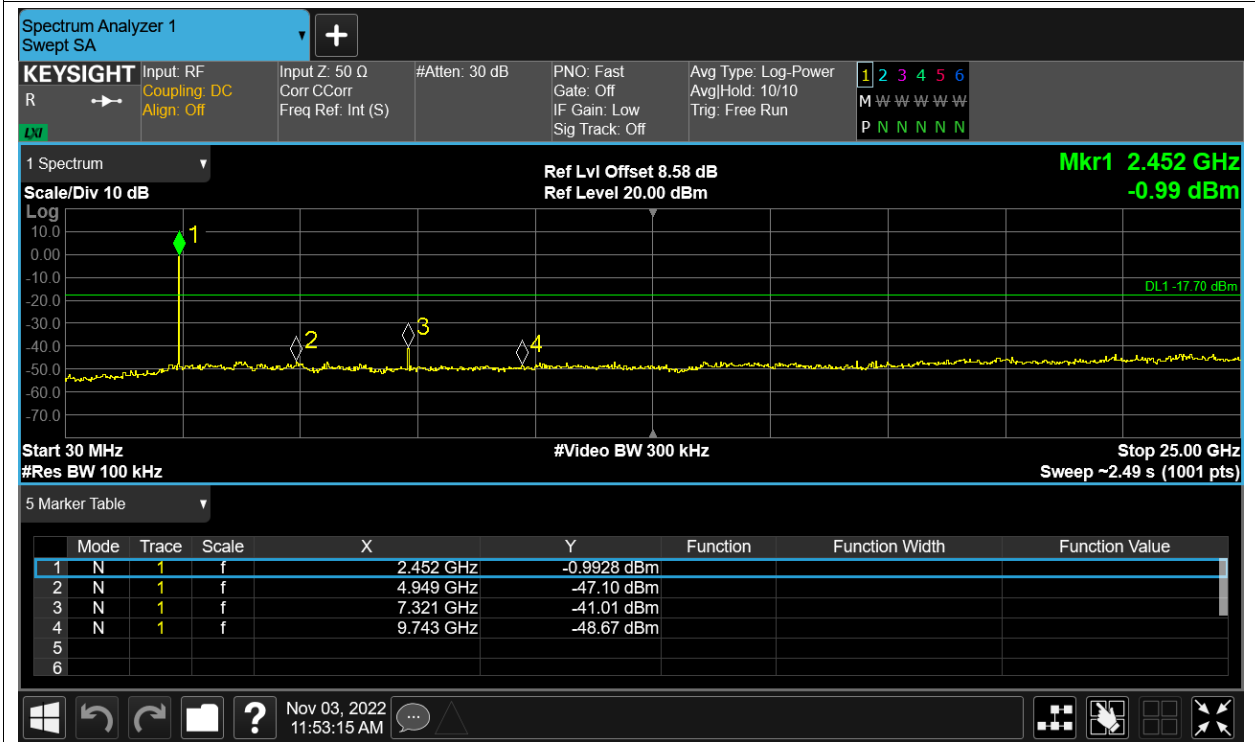 Spectrum Analyzer 1
Swept SA
+
KEYSIGHT Input: RF Input Z: 50 Ω #Atten: 30 dB PNO: Fast Avg Type: Log-Power 1 2 3 4 5 6
R Coupling: DC Corr CCorr Gate: Off Avg|Hold: 10/10 M W W W W W
Align: Off Freq Ref: Int (S) IF Gain: Low Trig: Free Run
LXI Sig Track: Off P N N N N N
1 Spectrum
Ref Lvl Offset 8.58 dB Mkr1 2.452 GHz
Scale/Div 10 dB Ref Level 20.00 dBm -0.99 dBm
Log
10.0
0.00
-10.0
-20.0
-30.0
-40.0
-50.0
-60.0
-70.0
1
2
3
4
DL1 -17.70 dBm
Start 30 MHz #Video BW 300 kHz Stop 25.00 GHz
#Res BW 100 kHz Sweep ~2.49 s (1001 pts)
5 Marker Table
Mode Trace Scale X Y Function Function Width Function Value
1 N 1 f 2.452 GHz -0.9928 dBm
2 N 1 f 4.949 GHz -47.10 dBm
3 N 1 f 7.321 GHz -41.01 dBm
4 N 1 f 9.743 GHz -48.67 dBm
5
6
? Nov 03, 2022
11:53:15 AM